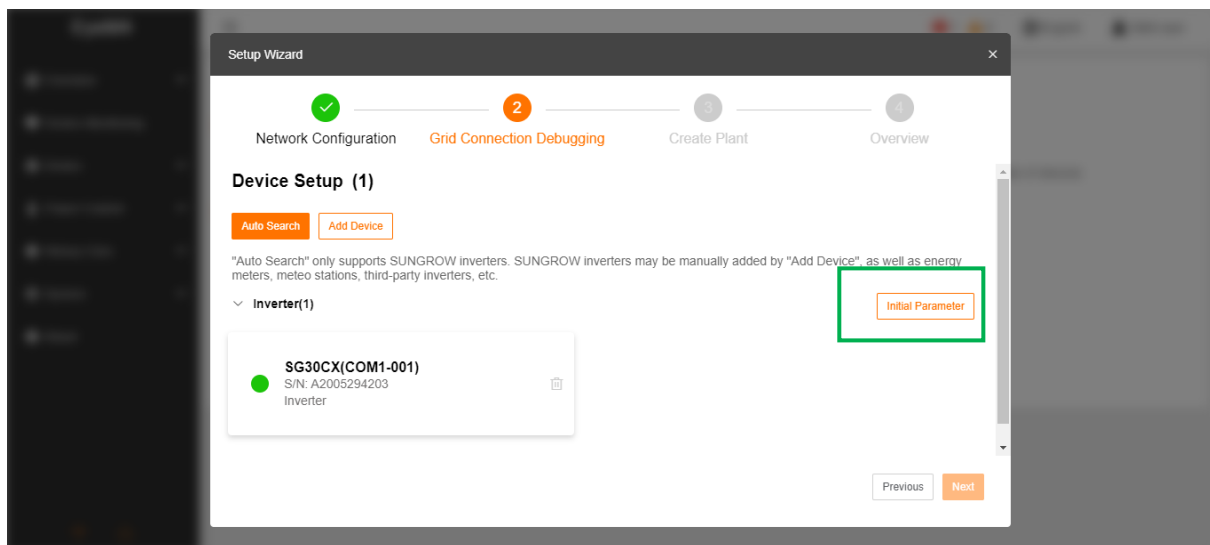 Setup Wizard
×
2
3
4
Network Configuration
Grid Connection Debugging
Create Plant
Overview
Device Setup (1)
Auto Search
Add Device
"Auto Search" only supports SUNGROW inverters. SUNGROW inverters may be manually added by "Add Device", as well as energy
meters, meteo stations, third-party inverters, etc.
Inverter(1)
Initial Parameter
SG30CX(COM1-001)
S/N: A2005294203
Inverter
Previous
Next